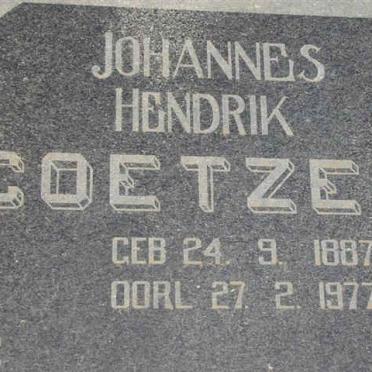 JOHANNES
HENDRIK
COETZE
GEB 24. 9. 1887
OORL 27. 2. 1977